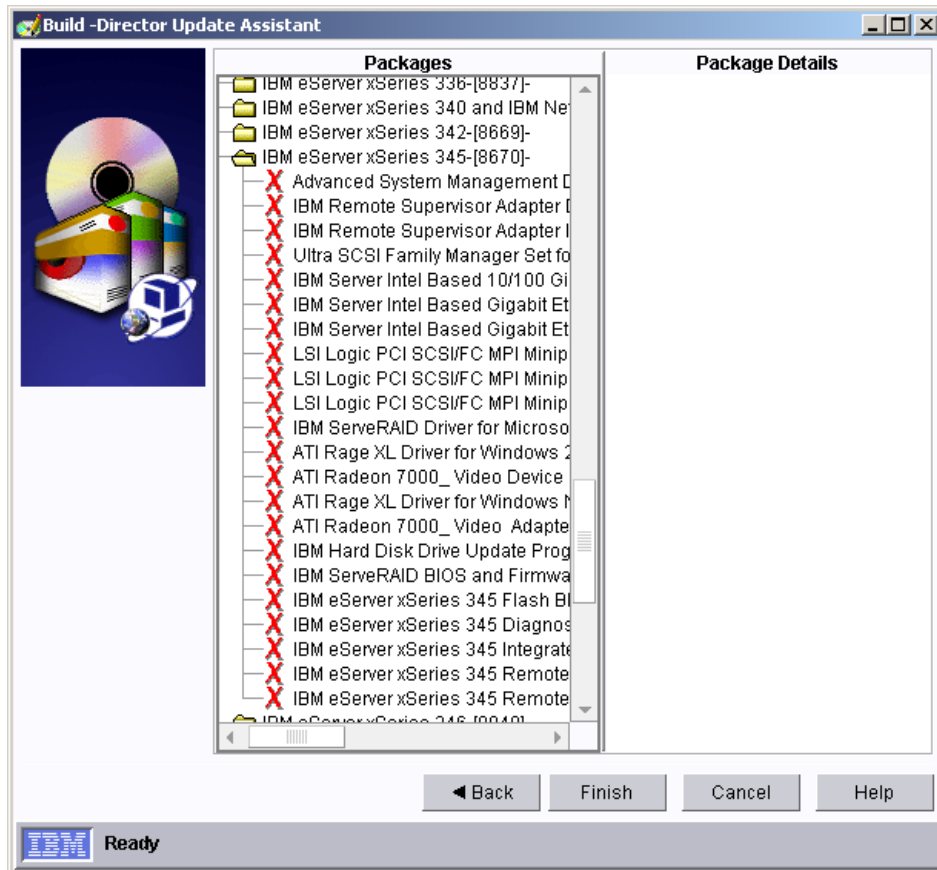 Build -Director Update Assistant
Packages
Package Details
IBM eServer xSeries 336-[8837]-
IBM eServer xSeries 340 and IBM Ne
IBM eServer xSeries 342-[8669]-
IBM eServer xSeries 345-[8670]-
Advanced System Management D
IBM Remote Supervisor Adapter D
IBM Remote Supervisor Adapter I
Ultra SCSI Family Manager Set fo
IBM Server Intel Based 10/100 Gi
IBM Server Intel Based Gigabit Et
IBM Server Intel Based Gigabit Et
LSI Logic PCI SCSI/FC MPI Minip
LSI Logic PCI SCSI/FC MPI Minip
LSI Logic PCI SCSI/FC MPI Minip
IBM ServeRAID Driver for Microso
ATI Rage XL Driver for Windows 2
ATI Radeon 7000_ Video Device
ATI Rage XL Driver for Windows N
ATI Radeon 7000_ Video Adapte
IBM Hard Disk Drive Update Prog
IBM ServeRAID BIOS and Firmwa
IBM eServer xSeries 345 Flash BI
IBM eServer xSeries 345 Diagnos
IBM eServer xSeries 345 Integrate
IBM eServer xSeries 345 Remote
IBM eServer xSeries 345 Remote
IBM eServer xSeries 346-[8840]-
Back
Finish
Cancel
Help
IBM
Ready